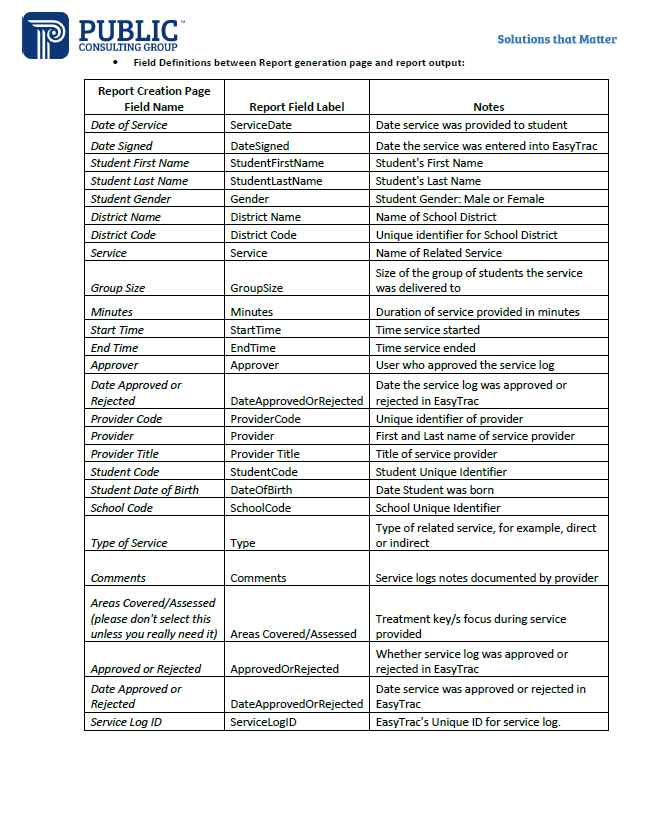 PUBLIC™
CONSULTING GROUP
Solutions that Matter
• Field Definitions between Report generation page and report output:
Report Creation Page
Field Name Report Field Label Notes
Date of Service ServiceDate Date service was provided to student
Date Signed DateSigned Date the service was entered into EasyTrac
Student First Name StudentFirstName Student's First Name
Student Last Name StudentLastName Student's Last Name
Student Gender Gender Student Gender: Male or Female
District Name District Name Name of School District
District Code District Code Unique identifier for School District
Service Service Name of Related Service
Size of the group of students the service
Group Size GroupSize was delivered to
Minutes Minutes Duration of service provided in minutes
Start Time StartTime Time service started
End Time EndTime Time service ended
Approver Approver User who approved the service log
Date Approved or Date the service log was approved or
Rejected DateApprovedOrRejected rejected in EasyTrac
Provider Code ProviderCode Unique identifier of provider
Provider Provider First and Last name of service provider
Provider Title Provider Title Title of service provider
Student Code StudentCode Student Unique Identifier
Student Date of Birth DateOfBirth Date Student was born
School Code SchoolCode School Unique Identifier
Type of related service, for example, direct
Type of Service Type or indirect
Comments Comments Service logs notes documented by provider
Areas Covered/Assessed
(please don't select this Treatment key/s focus during service
unless you really need it) Areas Covered/Assessed provided
Whether service log was approved or
Approved or Rejected ApprovedOrRejected rejected in EasyTrac
Date Approved or Date service was approved or rejected in
Rejected DateApprovedOrRejected EasyTrac
Service Log ID ServiceLogID EasyTrac's Unique ID for service log.